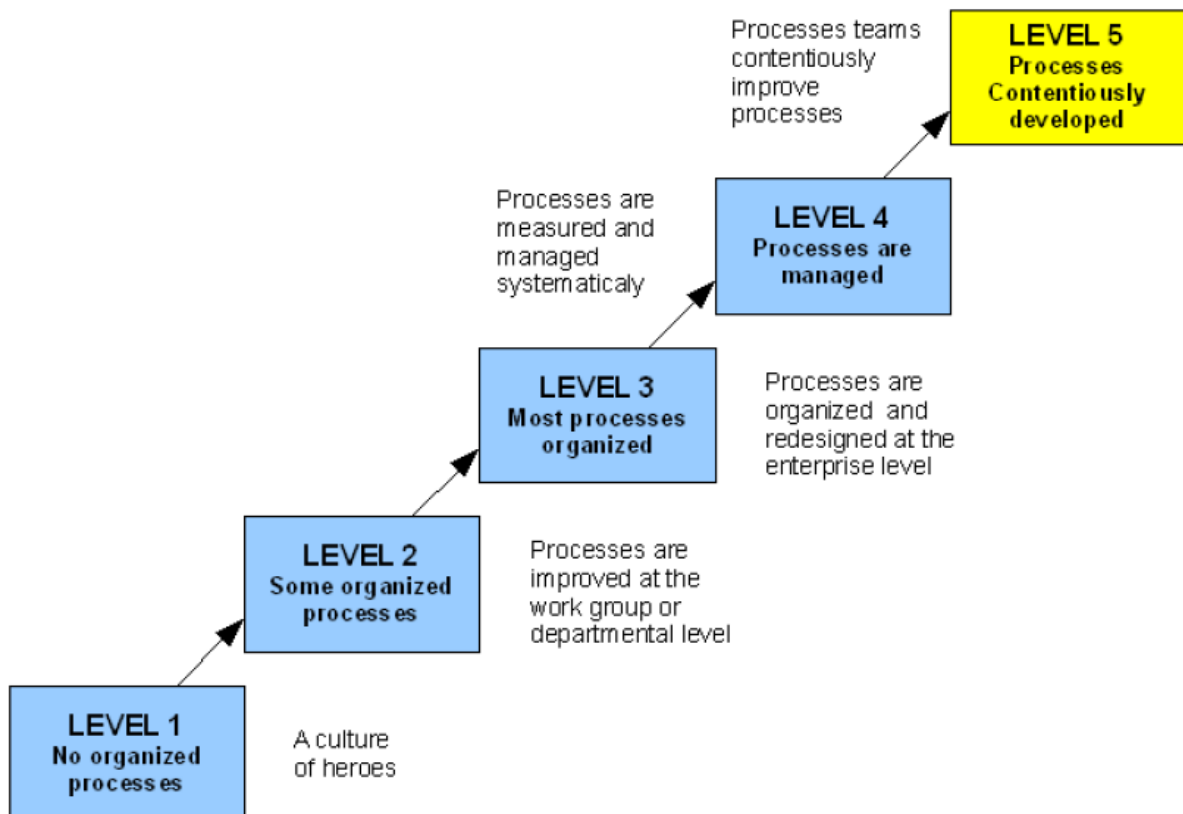 Processes teams
contentiously
improve
processes
LEVEL 5
Processes
Contentiously
developed
Processes are
measured and
managed
systematicaly
LEVEL 4
Processes are
managed
LEVEL 3
Most processes
organized
Processes are
organized and
redesigned at the
enterprise level
LEVEL 2
Some organized
processes
Processes are
improved at the
work group or
departmental level
LEVEL 1
No organized
processes
A culture
of heroes